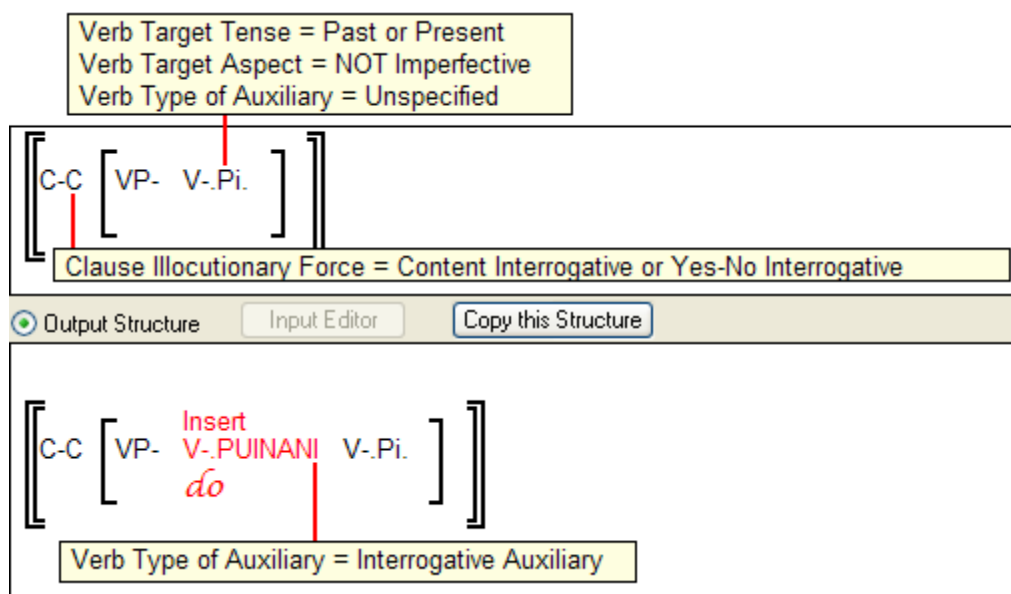 Verb Target Tense = Past or Present
Verb Target Aspect = NOT Imperfective
Verb Type of Auxiliary = Unspecified
C-C VP- V-.Pi.
Clause Illocutionary Force = Content Interrogative or Yes-No Interrogative
Output Structure Input Editor Copy this Structure
Insert
C-C VP- V-.PUINANI V-.Pi.
do
Verb Type of Auxiliary = Interrogative Auxiliary